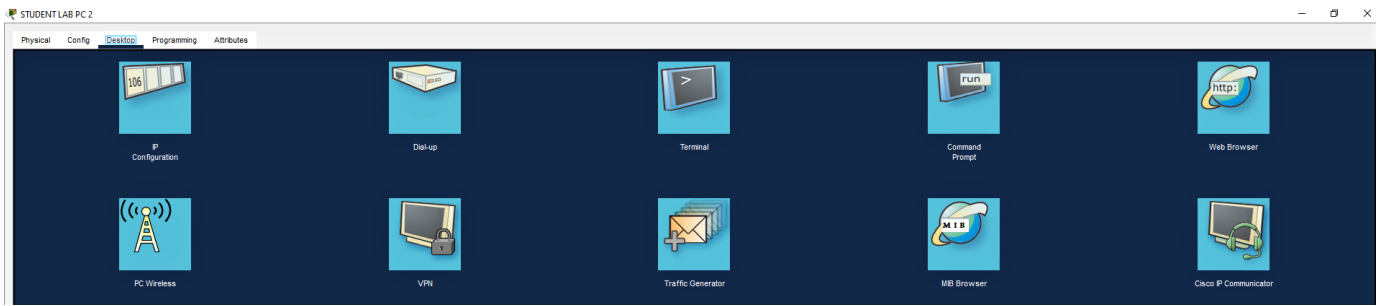 STUDENT LAB PC 2
Physical Config Desktop Programming Attributes
106
>
run
http:
IP
Configuration
Dial-up
Terminal
Command
Prompt
Web Browser
MIB
PC Wireless
VPN
Traffic Generator
MIB Browser
Cisco IP Communicator